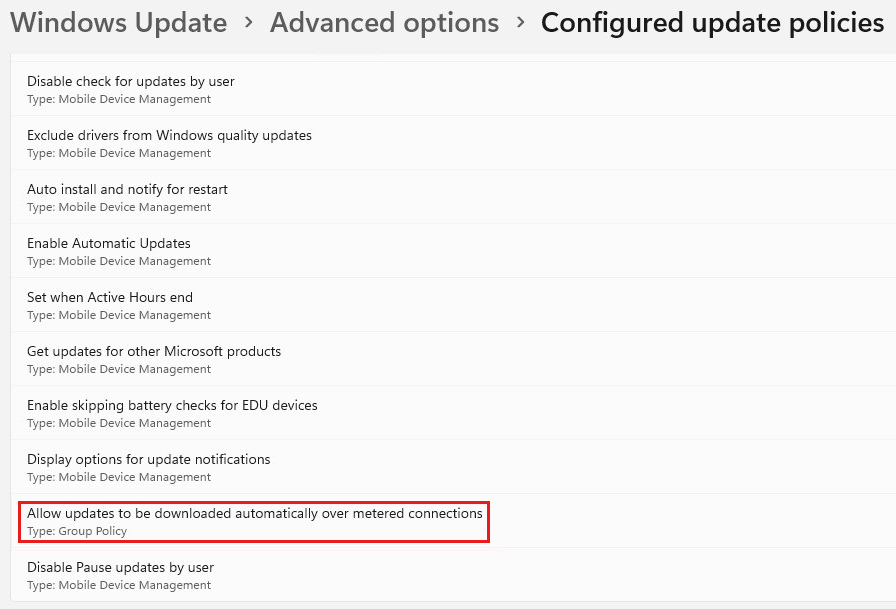 Windows Update > Advanced options > Configured update policies
Disable check for updates by user
Type: Mobile Device Management
Exclude drivers from Windows quality updates
Type: Mobile Device Management
Auto install and notify for restart
Type: Mobile Device Management
Enable Automatic Updates
Type: Mobile Device Management
Set when Active Hours end
Type: Mobile Device Management
Get updates for other Microsoft products
Type: Mobile Device Management
Enable skipping battery checks for EDU devices
Type: Mobile Device Management
Display options for update notifications
Type: Mobile Device Management
Allow updates to be downloaded automatically over metered connections
Type: Group Policy
Disable Pause updates by user
Type: Mobile Device Management